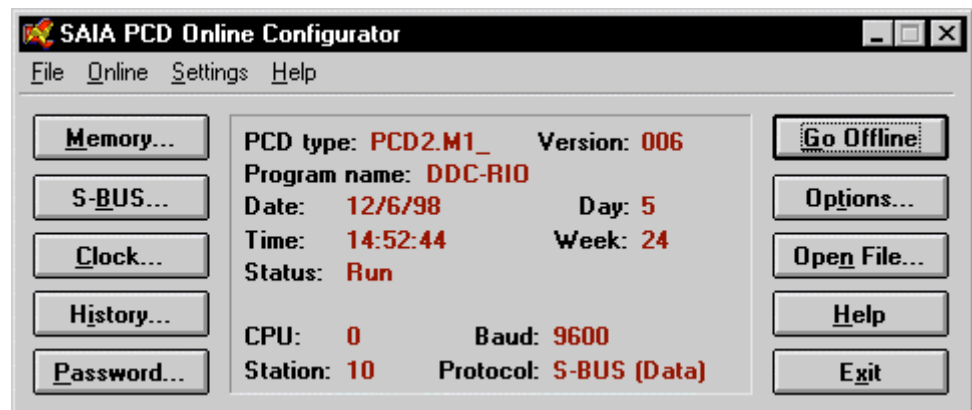 SAIA PCD Online Configurator
File Online Settings Help
Memory...
S-BUS...
Clock...
History...
Password...
PCD type: PCD2.M1_ Version: 006
Program name: DDC-RIO
Date: 12/6/98 Day: 5
Time: 14:52:44 Week: 24
Status: Run
CPU: 0 Baud: 9600
Station: 10 Protocol: S-BUS (Data)
Go Offline
Options...
Open File...
Help
Exit